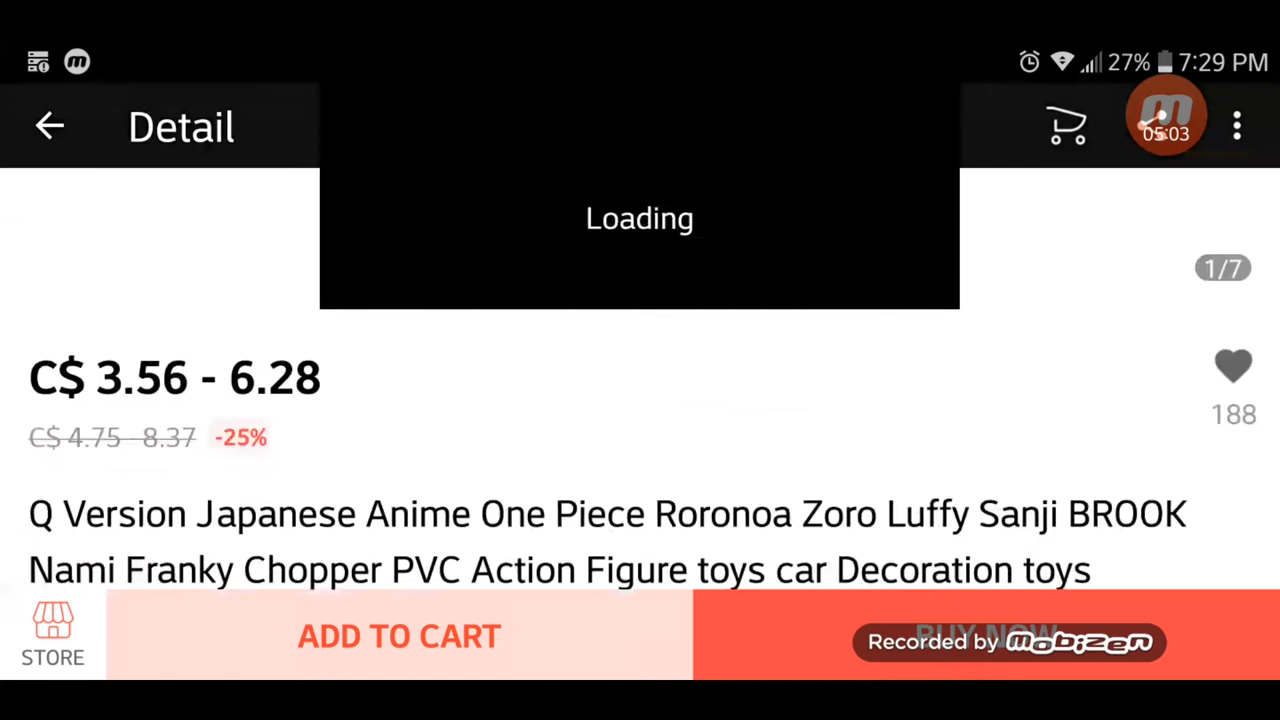 27% 7:29 PM
Detail
05:03
Loading
1/7
C$ 3.56 - 6.28
188
C$ 4.75 - 8.37 -25%
Q Version Japanese Anime One Piece Roronoa Zoro Luffy Sanji BROOK
Nami Franky Chopper PVC Action Figure toys car Decoration toys
STORE
ADD TO CART
BUY NOW
Recorded by mobizen